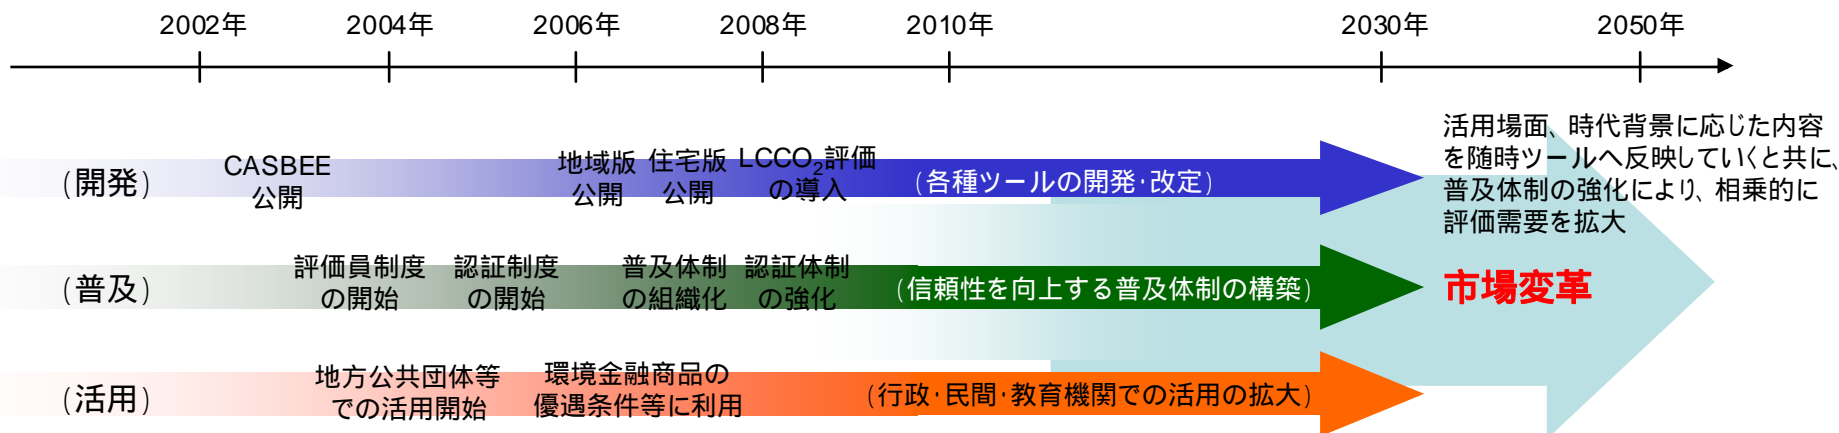 2002年 2004年 2006年 2008年 2010年 2030年 2050年
活用場面、時代背景に応じた内容
を随時ツールへ反映していくと共に、
普及体制の強化により、相乗的に
評価需要を拡大
(開発)
CASBEE
公開
地域版
公開
住宅版
公開
LCCO₂評価
の導入
(各種ツールの開発・改定)
(普及)
評価員制度
の開始
認証制度
の開始
普及体制
の組織化
認証体制
の強化
(信頼性を向上する普及体制の構築)
市場変革
(活用)
地方公共団体等
での活用開始
環境金融商品の
優遇条件等に利用
(行政・民間・教育機関での活用の拡大)